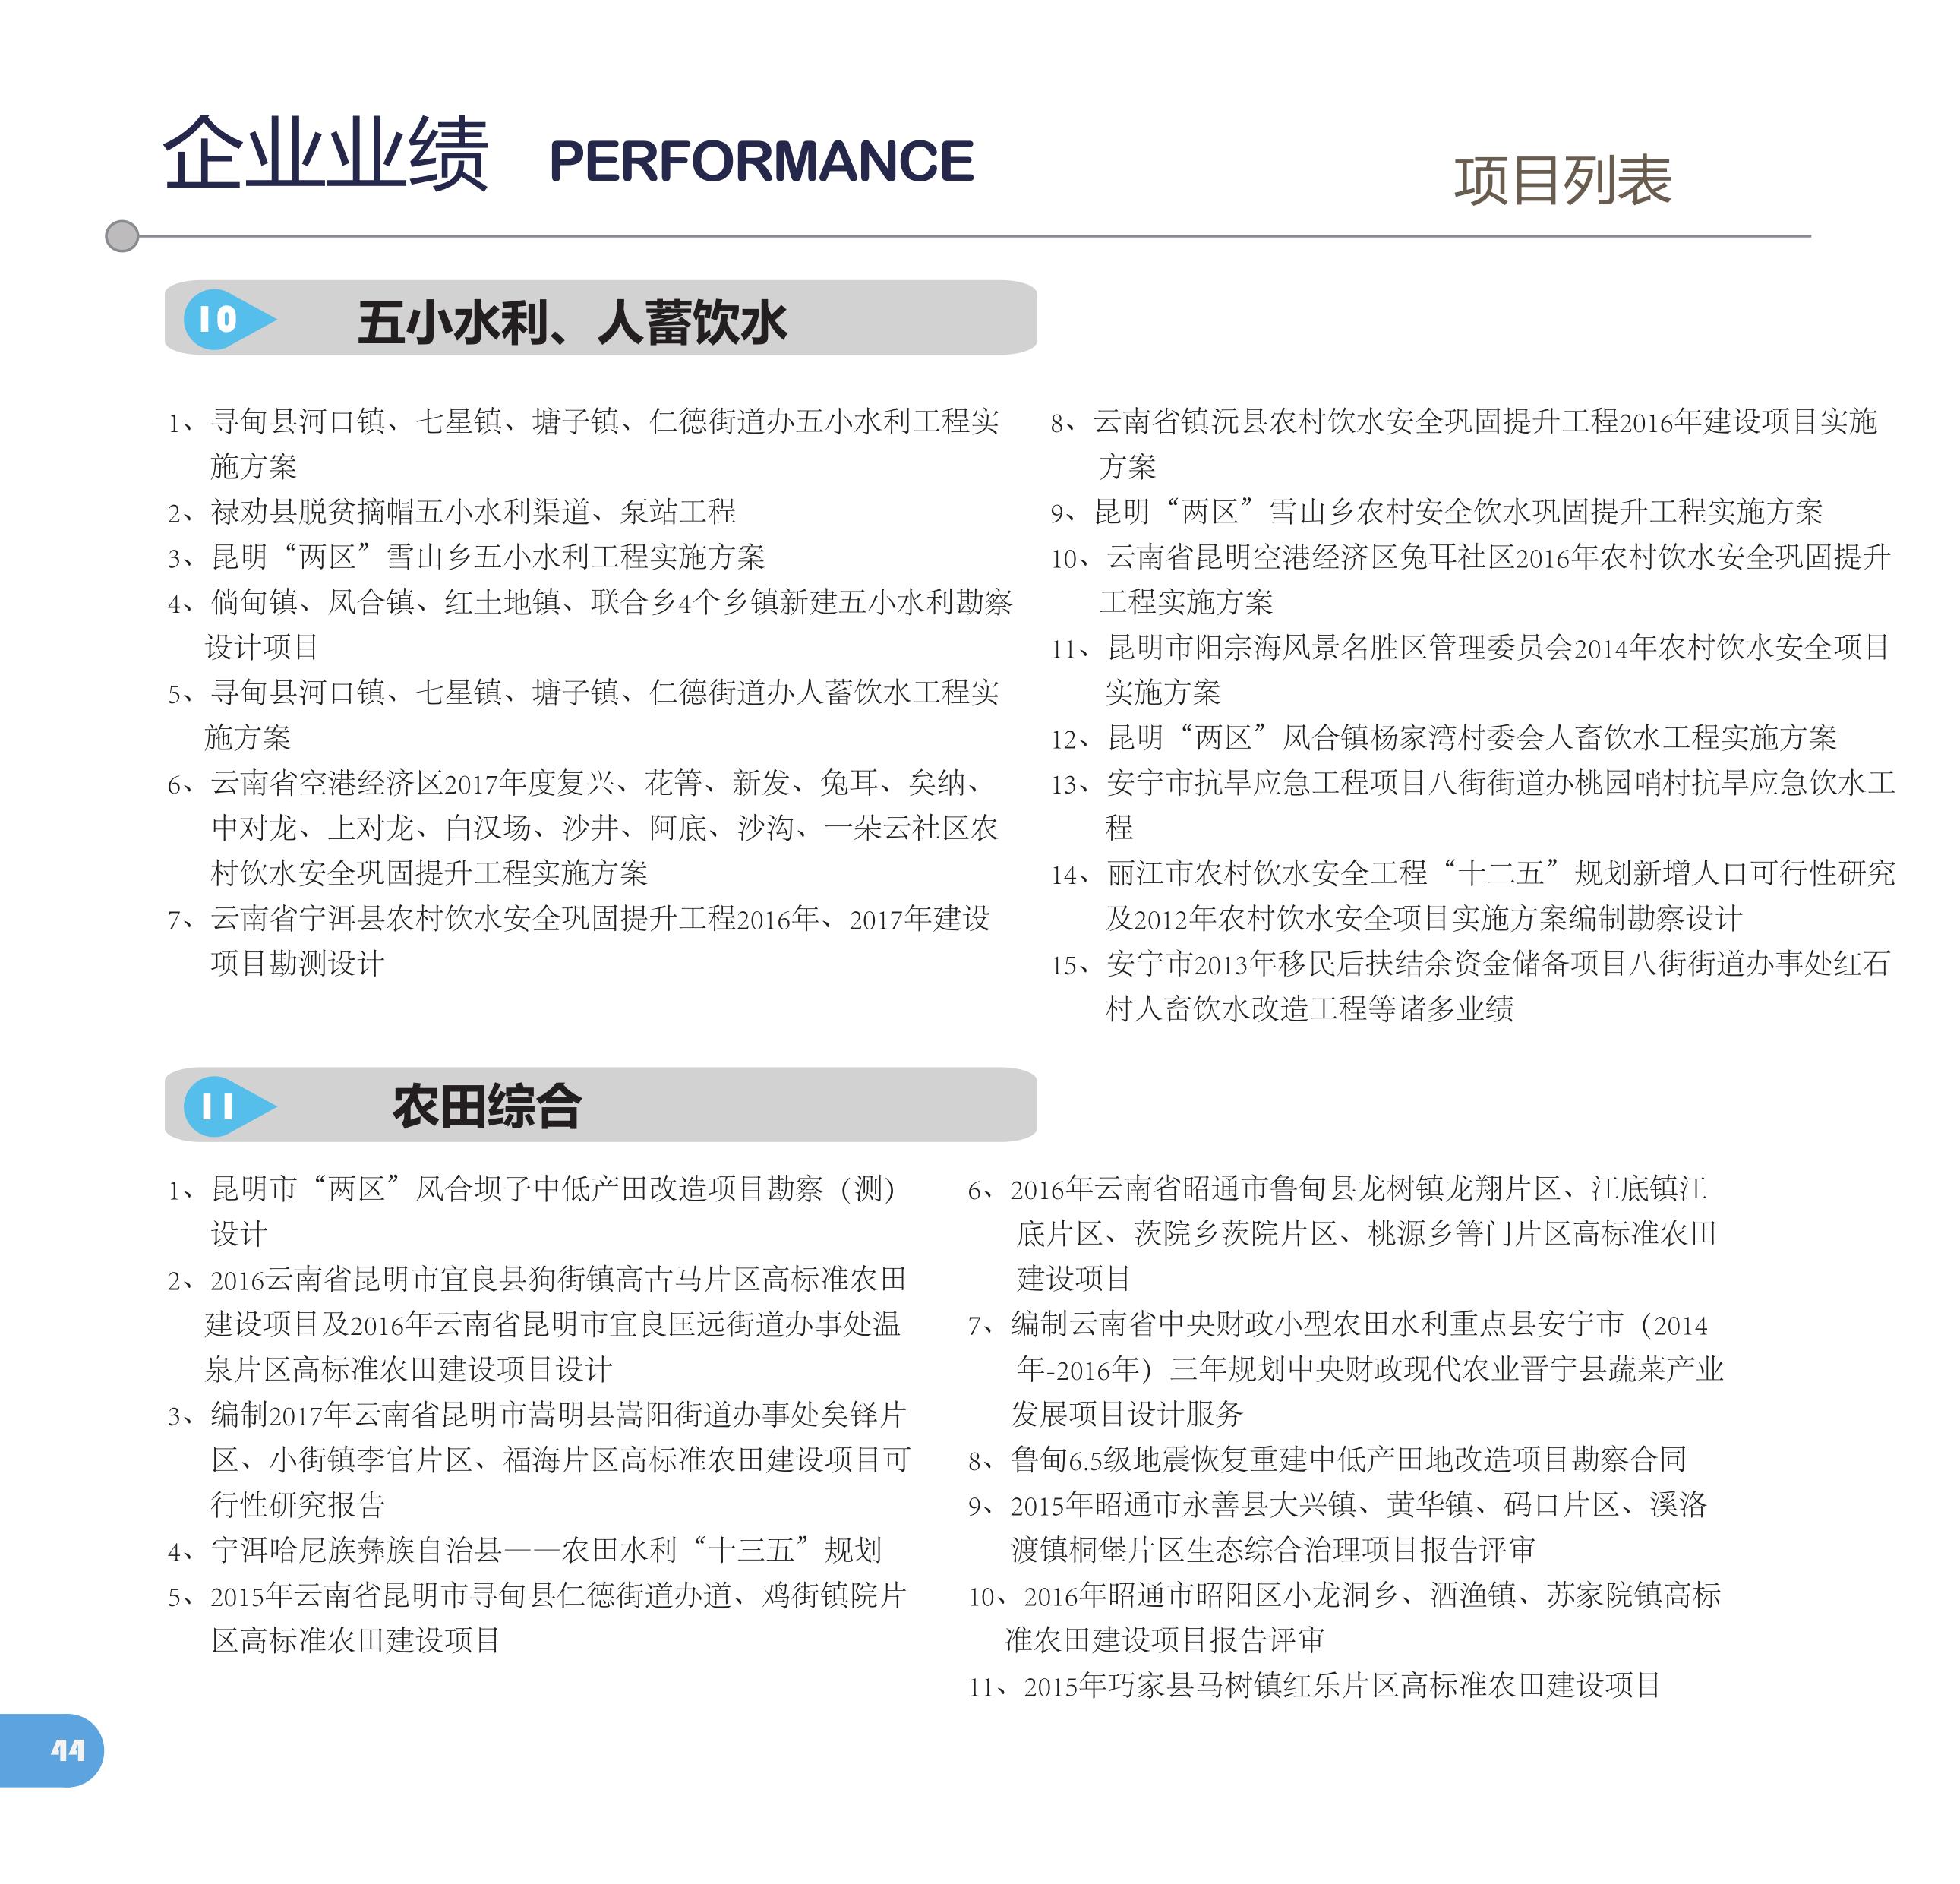 企业业绩 PERFORMANCE
项目列表
10 五小水利、人蓄饮水
1、寻甸县河口镇、七星镇、塘子镇、仁德街道办五小水利工程实
施方案
2、禄劝县脱贫摘帽五小水利渠道、泵站工程
3、昆明“两区”雪山乡五小水利工程实施方案
4、倘甸镇、凤合镇、红土地镇、联合乡4个乡镇新建五小水利勘察
设计项目
5、寻甸县河口镇、七星镇、塘子镇、仁德街道办人蓄饮水工程实
施方案
6、云南省空港经济区2017年度复兴、花箐、新发、兔耳、矣纳、
中对龙、上对龙、白汉场、沙井、阿底、沙沟、一朵云社区农
村饮水安全巩固提升工程实施方案
7、云南省宁洱县农村饮水安全巩固提升工程2016年、2017年建设
项目勘测设计
8、云南省镇沅县农村饮水安全巩固提升工程2016年建设项目实施
方案
9、昆明“两区”雪山乡农村安全饮水巩固提升工程实施方案
10、云南省昆明空港经济区兔耳社区2016年农村饮水安全巩固提升
工程实施方案
11、昆明市阳宗海风景名胜区管理委员会2014年农村饮水安全项目
实施方案
12、昆明“两区”凤合镇杨家湾村委会人畜饮水工程实施方案
13、安宁市抗旱应急工程项目八街街道办桃园哨村抗旱应急饮水工
程
14、丽江市农村饮水安全工程“十二五”规划新增人口可行性研究
及2012年农村饮水安全项目实施方案编制勘察设计
15、安宁市2013年移民后扶结余资金储备项目八街街道办事处红石
村人畜饮水改造工程等诸多业绩
11 农田综合
1、昆明市“两区”凤合坝子中低产田改造项目勘察（测）
设计
2、2016云南省昆明市宜良县狗街镇高古马片区高标准农田
建设项目及2016年云南省昆明市宜良匡远街道办事处温
泉片区高标准农田建设项目设计
3、编制2017年云南省昆明市嵩明县嵩阳街道办事处矣铎片
区、小街镇李官片区、福海片区高标准农田建设项目可
行性研究报告
4、宁洱哈尼族彝族自治县——农田水利“十三五”规划
5、2015年云南省昆明市寻甸县仁德街道办道、鸡街镇院片
区高标准农田建设项目
6、2016年云南省昭通市鲁甸县龙树镇龙翔片区、江底镇江
底片区、茨院乡茨院片区、桃源乡箐门片区高标准农田
建设项目
7、编制云南省中央财政小型农田水利重点县安宁市（2014
年-2016年）三年规划中央财政现代农业晋宁县蔬菜产业
发展项目设计服务
8、鲁甸6.5级地震恢复重建中低产田地改造项目勘察合同
9、2015年昭通市永善县大兴镇、黄华镇、码口片区、溪洛
渡镇桐堡片区生态综合治理项目报告评审
10、2016年昭通市昭阳区小龙洞乡、洒渔镇、苏家院镇高标
准农田建设项目报告评审
11、2015年巧家县马树镇红乐片区高标准农田建设项目
44